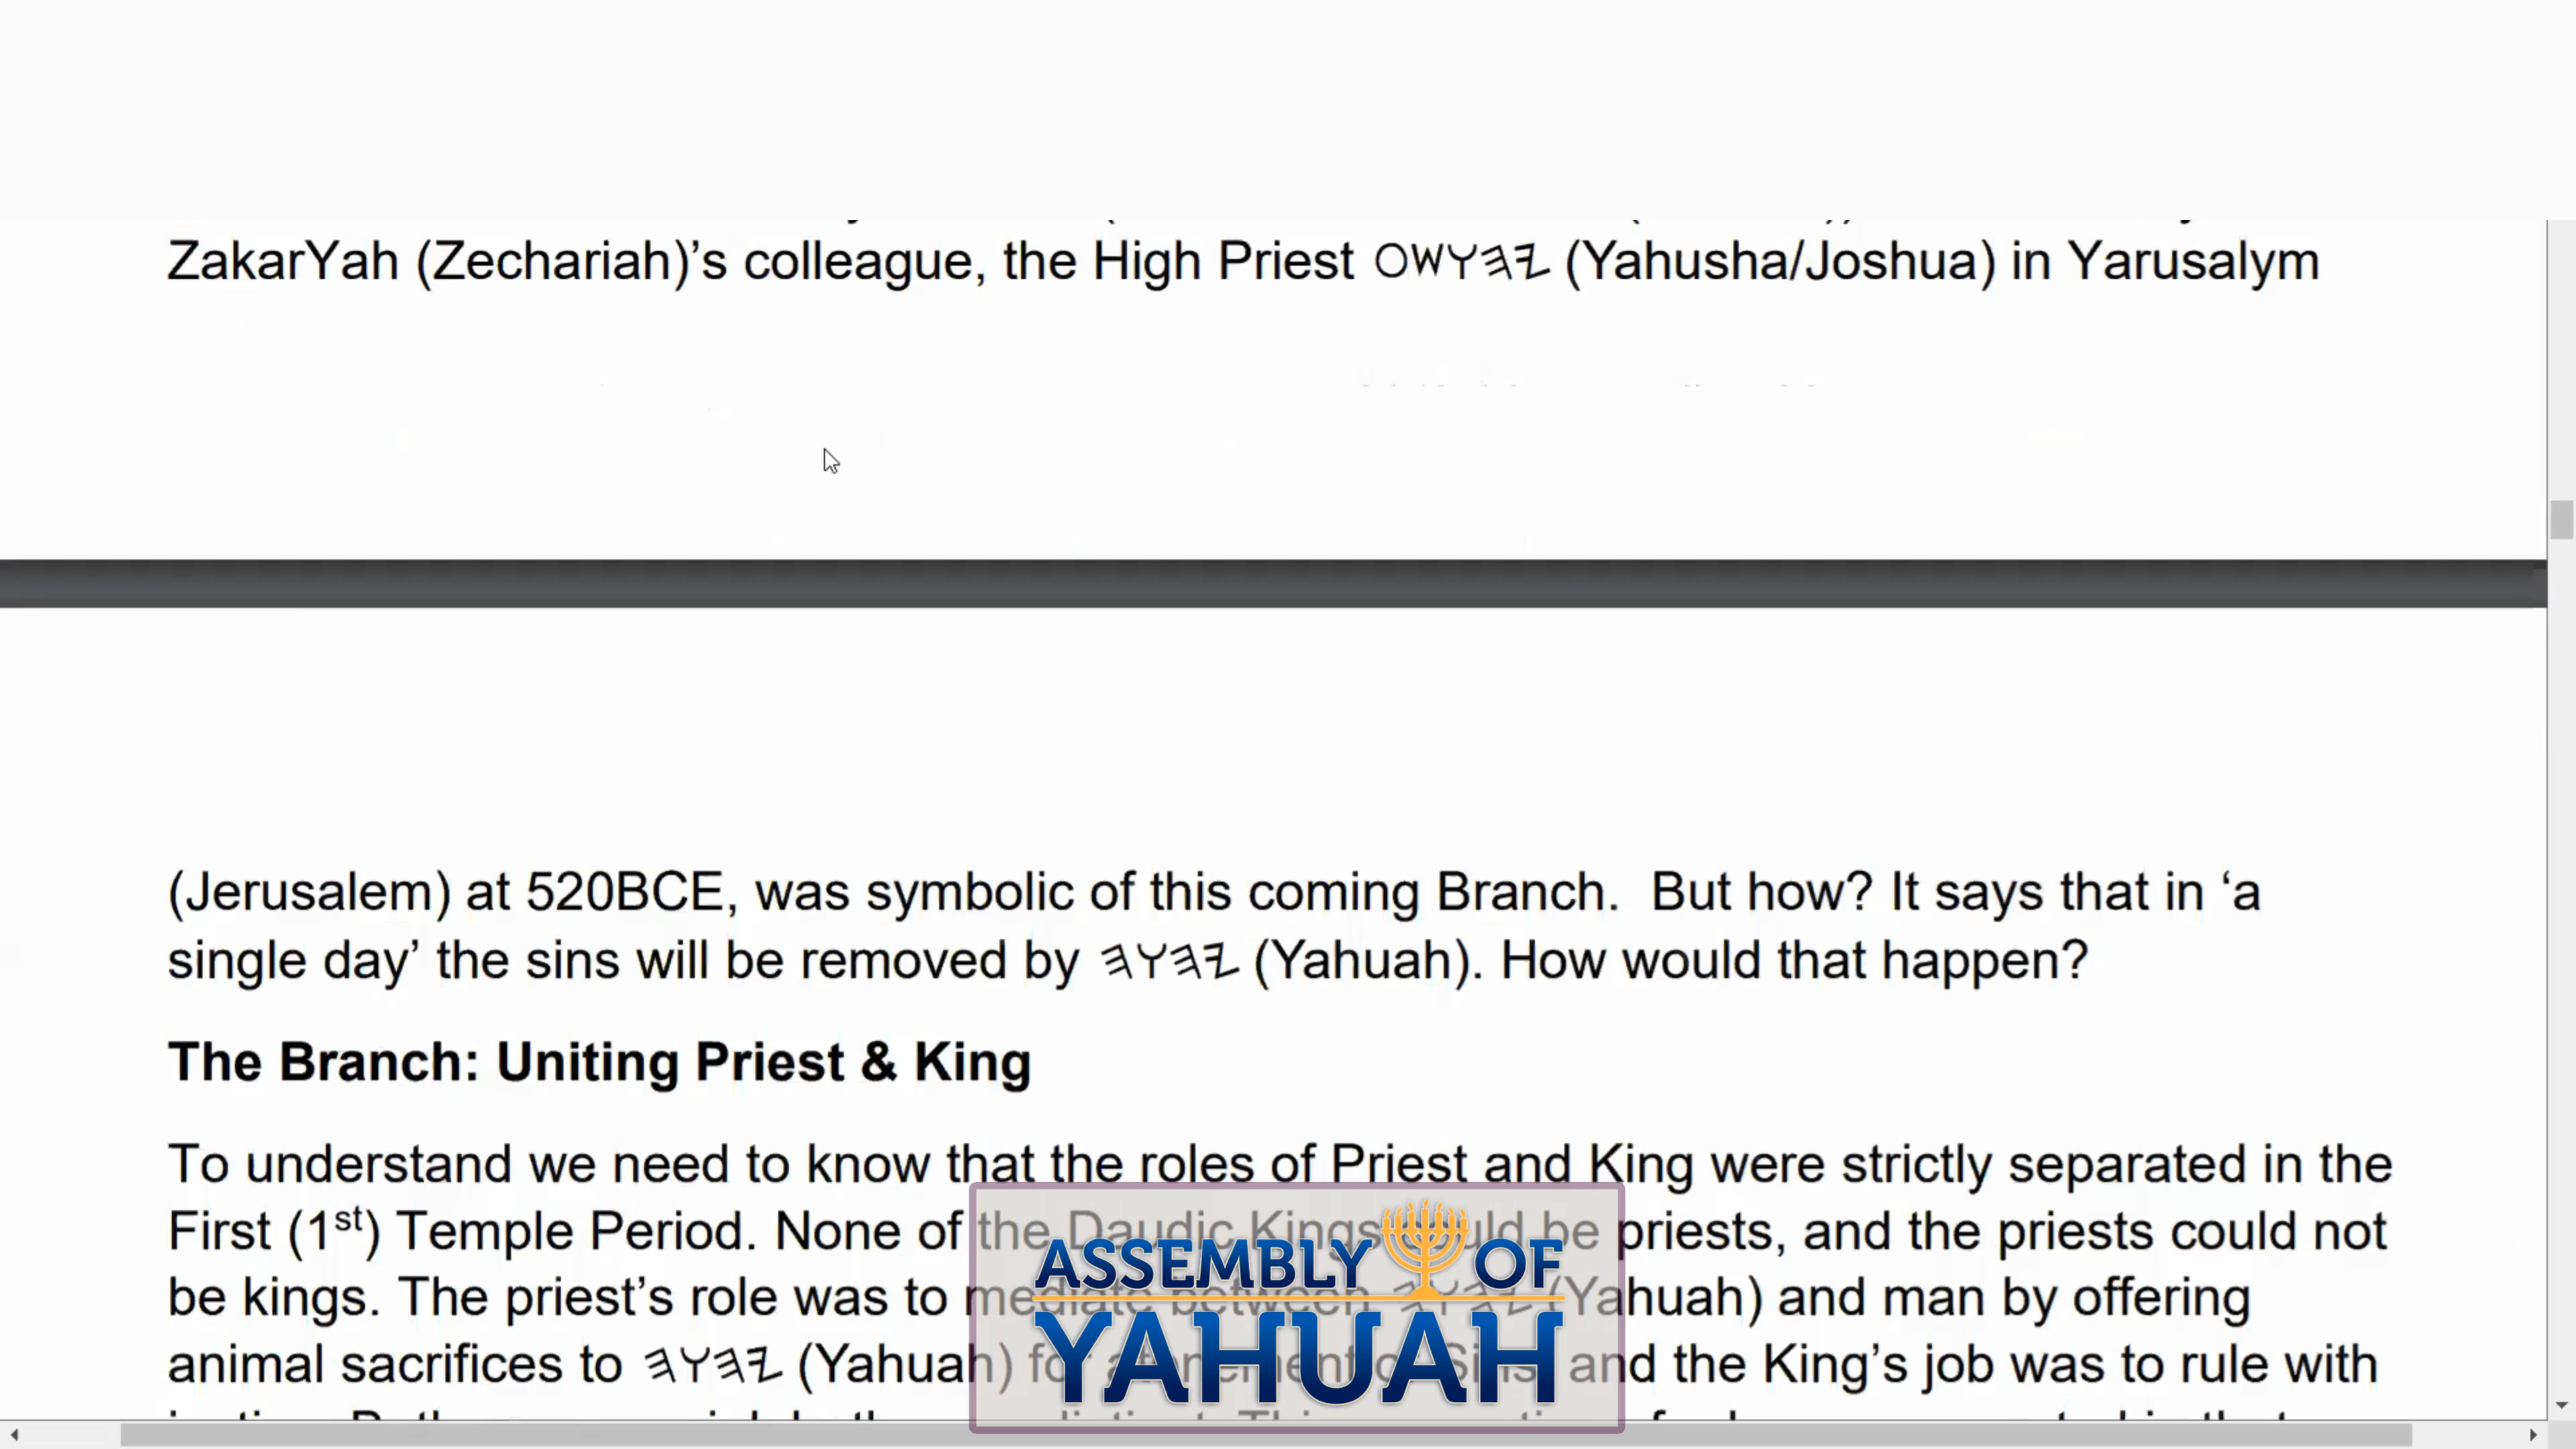 ZakarYah (Zechariah)'s colleague, the High Priest 𐤏𐤅𐤔𐤅𐤄𐤉 (Yahusha/Joshua) in Yarusalym
(Jerusalem) at 520BCE, was symbolic of this coming Branch.  But how? It says that in ‘a
single day’ the sins will be removed by 𐤉𐤄𐤅𐤄 (Yahuah). How would that happen?
The Branch: Uniting Priest & King
To understand we need to know that the roles of Priest and King were strictly separated in the
First (1st) Temple Period. None of the Daudic Kings could be priests, and the priests could not
be kings. The priest’s role was to mediate between 𐤉𐤄𐤅𐤄 (Yahuah) and man by offering
animal sacrifices to 𐤉𐤄𐤅𐤄 (Yahuah) for atonement of Sins, and the King’s job was to rule with
ASSEMBLY OF
YAHUAH